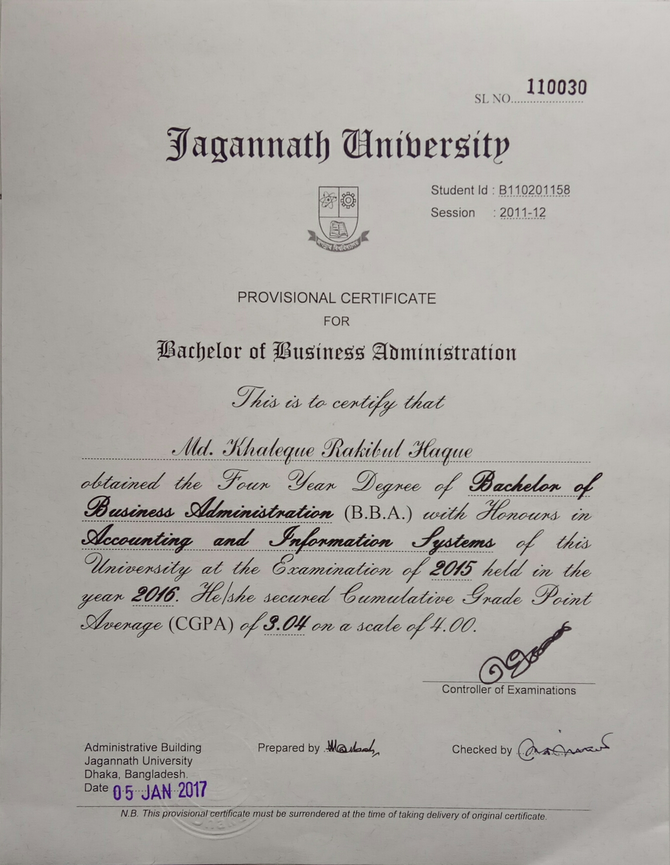 SL NO. 110030
Jagannath University
Student Id : B110201158
Session : 2011-12
PROVISIONAL CERTIFICATE
FOR
Bachelor of Business Administration
This is to certify that
Md. Khaleque Rakibul Haque
obtained the Four Year Degree of Bachelor of
Business Administration (B.B.A.) with Honours in
Accounting and Information Systems of this
University at the Examination of 2015 held in the
year 2016. He/she secured Cumulative Grade Point
Average (CGPA) of 3.04 on a scale of 4.00.
Controller of Examinations
Administrative Building
Jagannath University
Dhaka, Bangladesh.
Date 05 JAN 2017
Prepared by
Checked by
N.B. This provisional certificate must be surrendered at the time of taking delivery of original certificate.